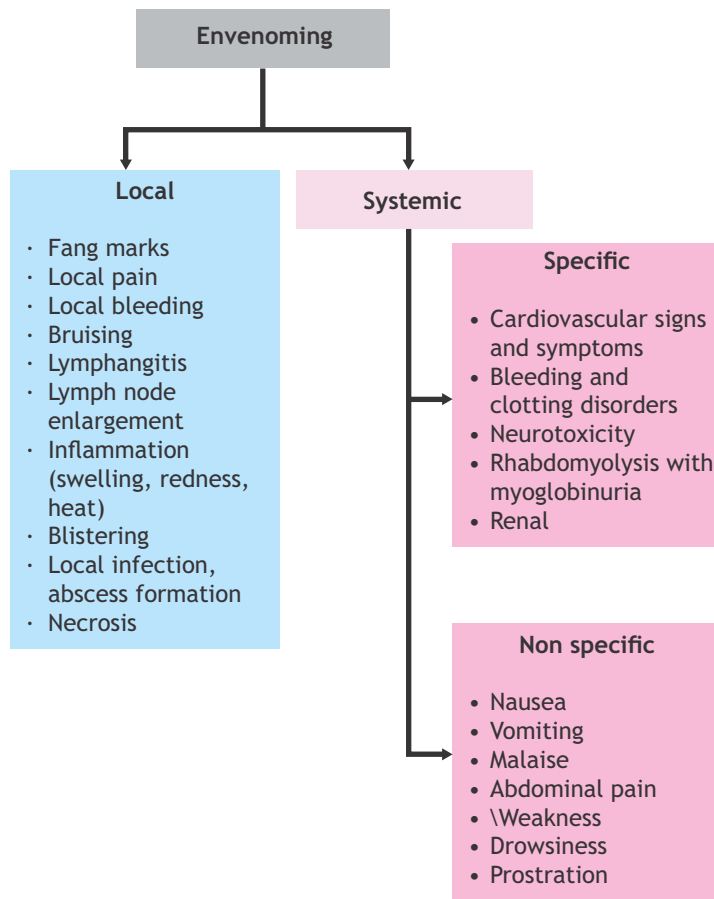 Envenoming
Local
· Fang marks
· Local pain
· Local bleeding
· Bruising
· Lymphangitis
· Lymph node
enlargement
· Inflammation
(swelling, redness,
heat)
· Blistering
· Local infection,
abscess formation
· Necrosis
Systemic
Specific
• Cardiovascular signs
and symptoms
• Bleeding and
clotting disorders
• Neurotoxicity
• Rhabdomyolysis with
myoglobinuria
• Renal
Non specific
• Nausea
• Vomiting
• Malaise
• Abdominal pain
• \Weakness
• Drowsiness
• Prostration